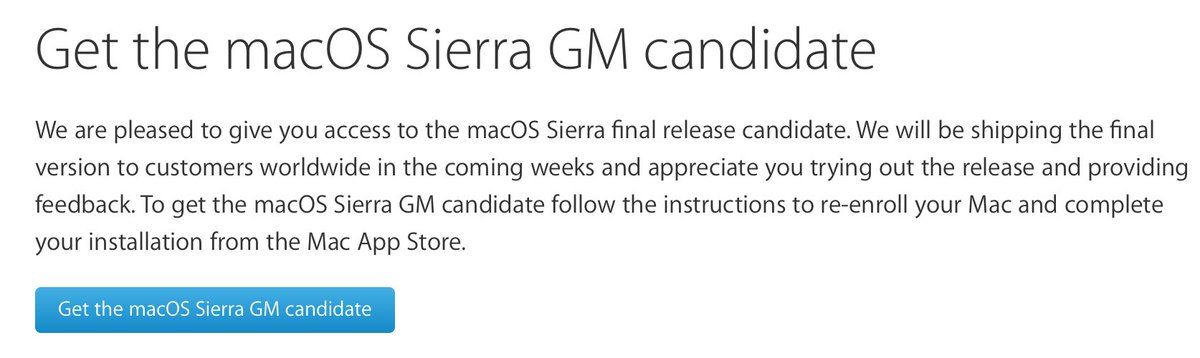 Get the macOS Sierra GM candidate
We are pleased to give you access to the macOS Sierra final release candidate. We will be shipping the final
version to customers worldwide in the coming weeks and appreciate you trying out the release and providing
feedback. To get the macOS Sierra GM candidate follow the instructions to re-enroll your Mac and complete
your installation from the Mac App Store.
Get the macOS Sierra GM candidate